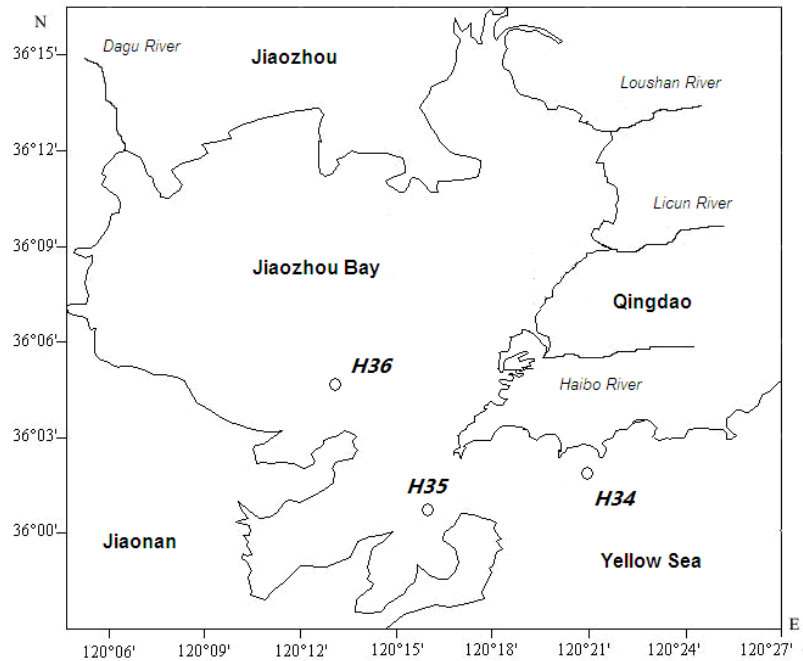 N
Dagu River
Jiaozhou
36°15'
Loushan River
36°12'
Licun River
36°09'
Jiaozhou Bay
Qingdao
36°06'
H36
Haibo River
36°03'
H35
H34
36°00'
Jiaonan
Yellow Sea
E
120°06' 120°09' 120°12' 120°15' 120°18' 120°21' 120°24' 120°27'